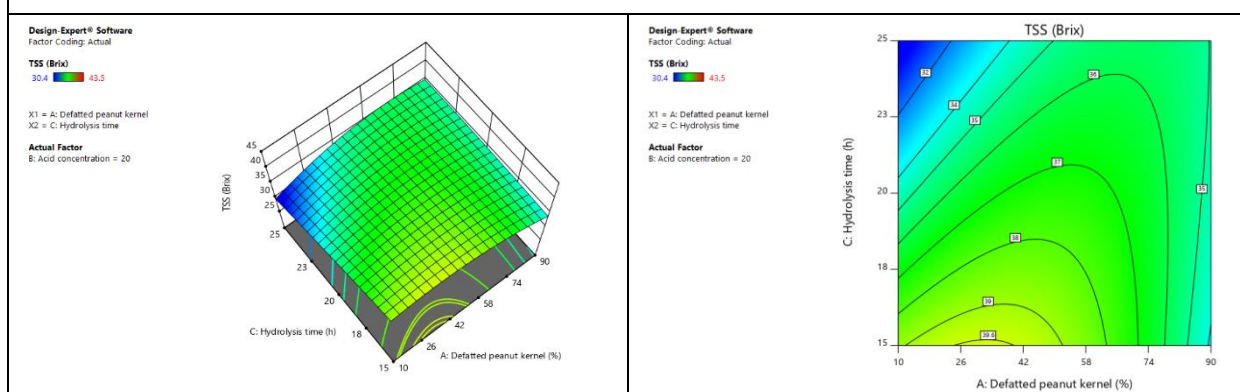 Design-Expert® Software
Factor Coding: Actual
TSS (Brix)
30.4 43.5
X1 = A: Defatted peanut kernel
X2 = C: Hydrolysis time
Actual Factor
B: Acid concentration = 20
TSS (Brix)
45
40
35
30
25
25
23
20
18
15
C: Hydrolysis time (h)
10
26
42
58
74
90
A: Defatted peanut kernel (%)
Design-Expert® Software
Factor Coding: Actual
TSS (Brix)
30.4 43.5
X1 = A: Defatted peanut kernel
X2 = C: Hydrolysis time
Actual Factor
B: Acid concentration = 20
TSS (Brix)
C: Hydrolysis time (h)
25
23
20
18
15
32
34
35
36
37
38
39
39.6
35
10 26 42 58 74 90
A: Defatted peanut kernel (%)